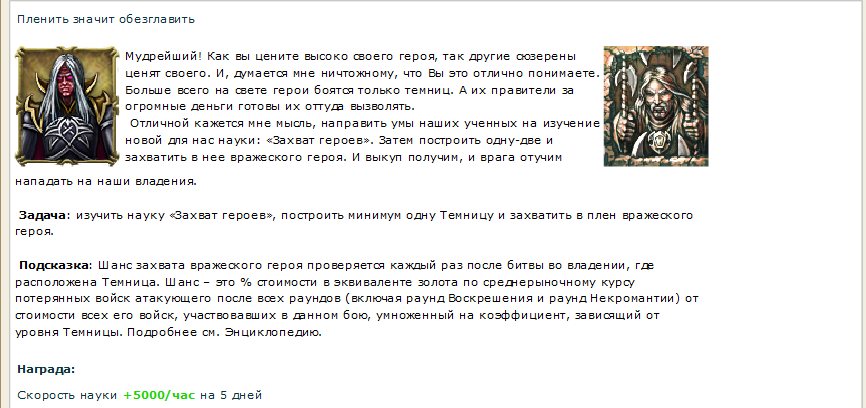 Пленить значит обезглавить
Мудрейший! Как вы цените высоко своего героя, так другие сюзерены
ценят своего. И, думается мне ничтожному, что Вы это отлично понимаете.
Больше всего на свете герои боятся только темниц. А их правители за
огромные деньги готовы их оттуда вызволять.
Отличной кажется мне мысль, направить умы наших ученных на изучение
новой для нас науки: «Захват героев». Затем построить одну-две и
захватить в нее вражеского героя. И выкуп получим, и врага отучим
нападать на наши владения.
Задача: изучить науку «Захват героев», построить минимум одну Темницу и захватить в плен вражеского
героя.
Подсказка: Шанс захвата вражеского героя проверяется каждый раз после битвы во владении, где
расположена Темница. Шанс – это % стоимости в эквиваленте золота по среднерыночному курсу
потерянных войск атакующего после всех раундов (включая раунд Воскрешения и раунд Некромантии) от
стоимости всех его войск, участвовавших в данном бою, умноженный на коэффициент, зависящий от
уровня Темницы. Подробнее см. Энциклопедию.
Награда:
Скорость науки +5000/час на 5 дней